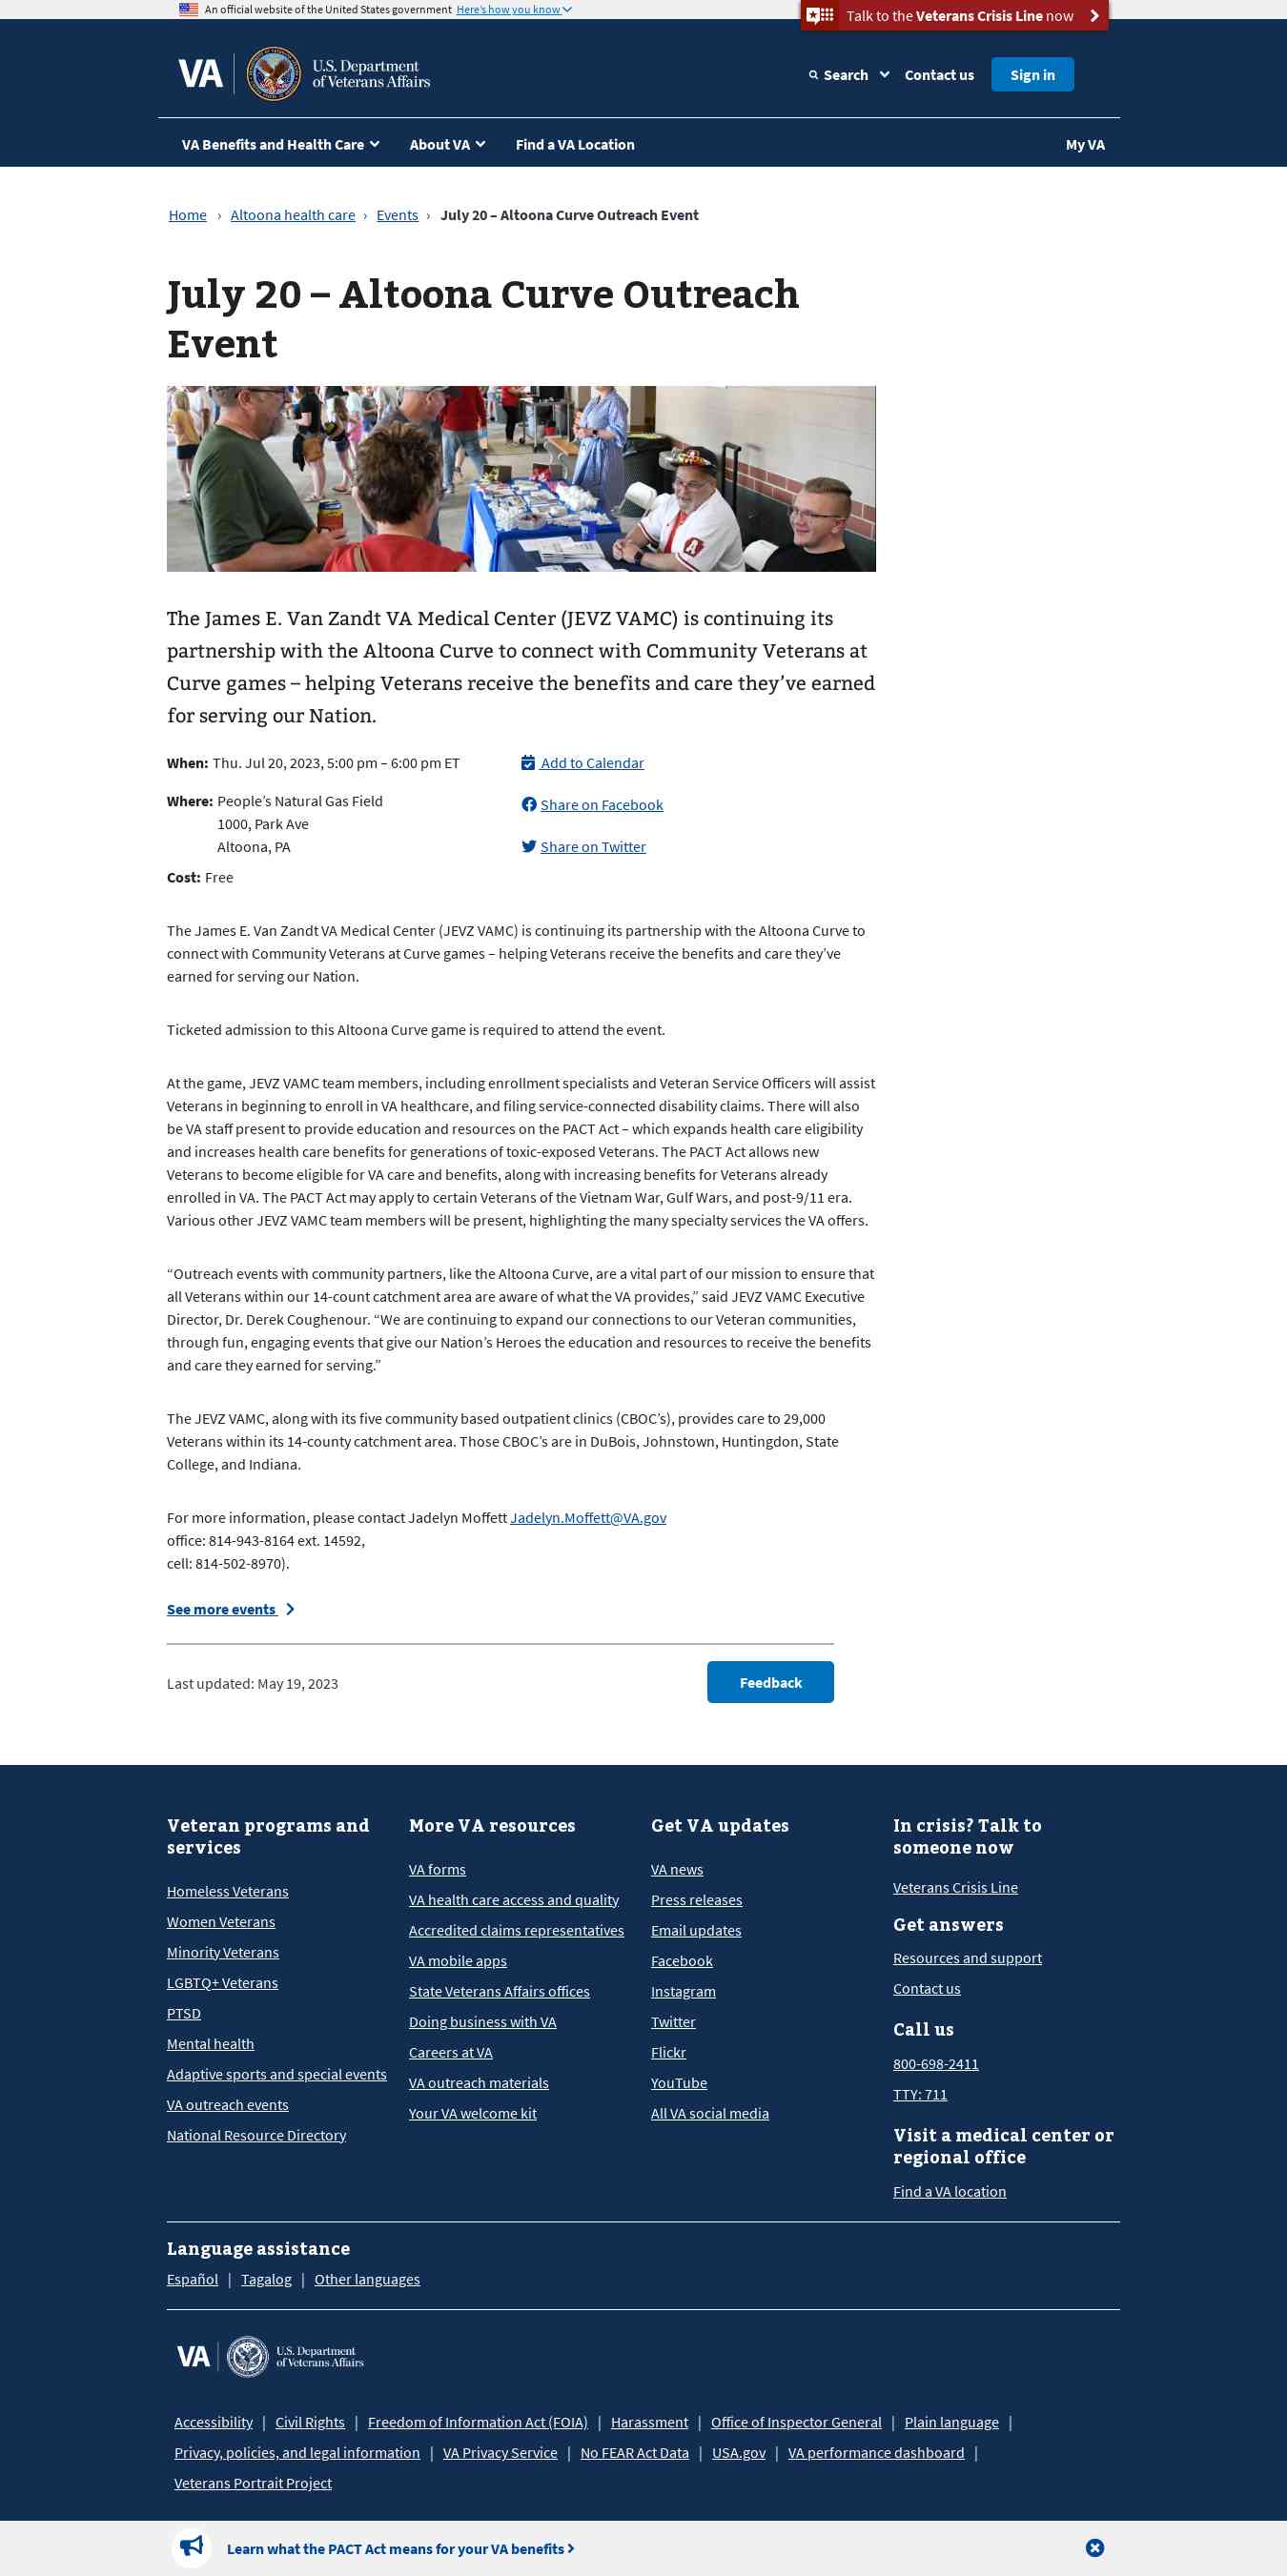 An official website of the United States government Here's how you know
Talk to the Veterans Crisis Line now
VA
U.S. Department
of Veterans Affairs
Search
Contact us
Sign in
VA Benefits and Health Care
About VA
Find a VA Location
My VA
Home › Altoona health care › Events › July 20 – Altoona Curve Outreach Event
July 20 – Altoona Curve Outreach
Event
The James E. Van Zandt VA Medical Center (JEVZ VAMC) is continuing its
partnership with the Altoona Curve to connect with Community Veterans at
Curve games – helping Veterans receive the benefits and care they’ve earned
for serving our Nation.
When: Thu. Jul 20, 2023, 5:00 pm – 6:00 pm ET
Where: People’s Natural Gas Field
1000, Park Ave
Altoona, PA
Cost: Free
Add to Calendar
Share on Facebook
Share on Twitter
The James E. Van Zandt VA Medical Center (JEVZ VAMC) is continuing its partnership with the Altoona Curve to
connect with Community Veterans at Curve games – helping Veterans receive the benefits and care they’ve
earned for serving our Nation.
Ticketed admission to this Altoona Curve game is required to attend the event.
At the game, JEVZ VAMC team members, including enrollment specialists and Veteran Service Officers will assist
Veterans in beginning to enroll in VA healthcare, and filing service-connected disability claims. There will also
be VA staff present to provide education and resources on the PACT Act – which expands health care eligibility
and increases health care benefits for generations of toxic-exposed Veterans. The PACT Act allows new
Veterans to become eligible for VA care and benefits, along with increasing benefits for Veterans already
enrolled in VA. The PACT Act may apply to certain Veterans of the Vietnam War, Gulf Wars, and post-9/11 era.
Various other JEVZ VAMC team members will be present, highlighting the many specialty services the VA offers.
“Outreach events with community partners, like the Altoona Curve, are a vital part of our mission to ensure that
all Veterans within our 14-count catchment area are aware of what the VA provides,” said JEVZ VAMC Executive
Director, Dr. Derek Coughenour. “We are continuing to expand our connections to our Veteran communities,
through fun, engaging events that give our Nation’s Heroes the education and resources to receive the benefits
and care they earned for serving.”
The JEVZ VAMC, along with its five community based outpatient clinics (CBOC’s), provides care to 29,000
Veterans within its 14-county catchment area. Those CBOC’s are in DuBois, Johnstown, Huntingdon, State
College, and Indiana.
For more information, please contact Jadelyn Moffett Jadelyn.Moffett@VA.gov
office: 814-943-8164 ext. 14592,
cell: 814-502-8970).
See more events
Last updated: May 19, 2023
Feedback
Veteran programs and
services
Homeless Veterans
Women Veterans
Minority Veterans
LGBTQ+ Veterans
PTSD
Mental health
Adaptive sports and special events
VA outreach events
National Resource Directory
More VA resources
VA forms
VA health care access and quality
Accredited claims representatives
VA mobile apps
State Veterans Affairs offices
Doing business with VA
Careers at VA
VA outreach materials
Your VA welcome kit
Get VA updates
VA news
Press releases
Email updates
Facebook
Instagram
Twitter
Flickr
YouTube
All VA social media
In crisis? Talk to
someone now
Veterans Crisis Line
Get answers
Resources and support
Contact us
Call us
800-698-2411
TTY: 711
Visit a medical center or
regional office
Find a VA location
Language assistance
Español | Tagalog | Other languages
VA
U.S. Department
of Veterans Affairs
Accessibility | Civil Rights | Freedom of Information Act (FOIA) | Harassment | Office of Inspector General | Plain language |
Privacy, policies, and legal information | VA Privacy Service | No FEAR Act Data | USA.gov | VA performance dashboard |
Veterans Portrait Project
Learn what the PACT Act means for your VA benefits